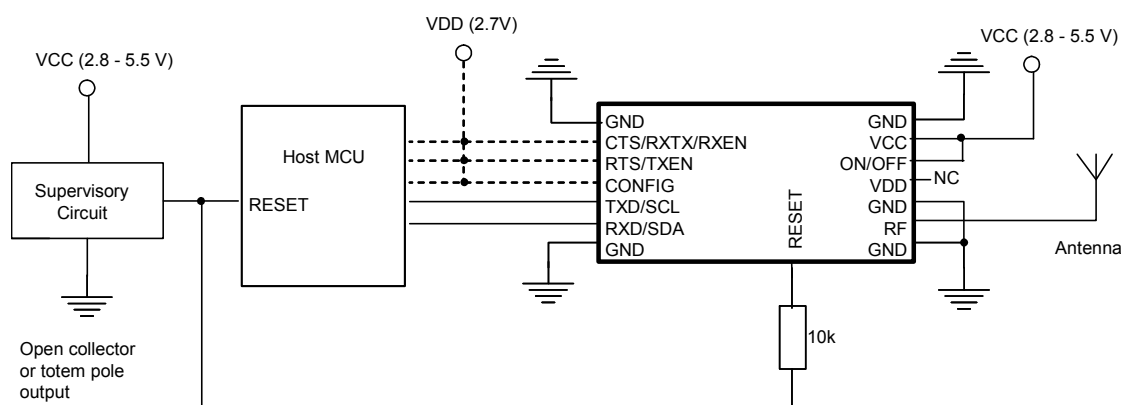 VDD (2.7V)
VCC (2.8 - 5.5 V)
VCC (2.8 - 5.5 V)
Host MCU
RESET
Supervisory
Circuit
Open collector
or totem pole
output
GND
CTS/RXTX/RXEN
RTS/TXEN
CONFIG
TXD/SCL
RXD/SDA
GND
RESET
GND
VCC
ON/OFF
VDD
NC
GND
RF
GND
Antenna
10k